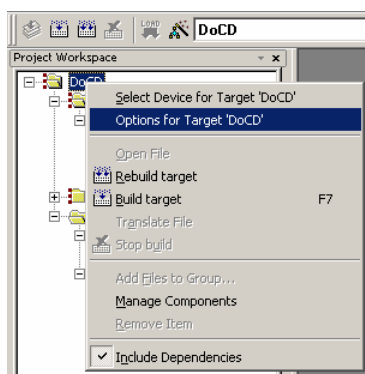 LOAD
DoCD
Project Workspace
DoCD
Select Device for Target 'DoCD'
Options for Target 'DoCD'
Open File
Rebuild target
Build target F7
Translate File
Stop build
Add Files to Group...
Manage Components
Remove Item
Include Dependencies